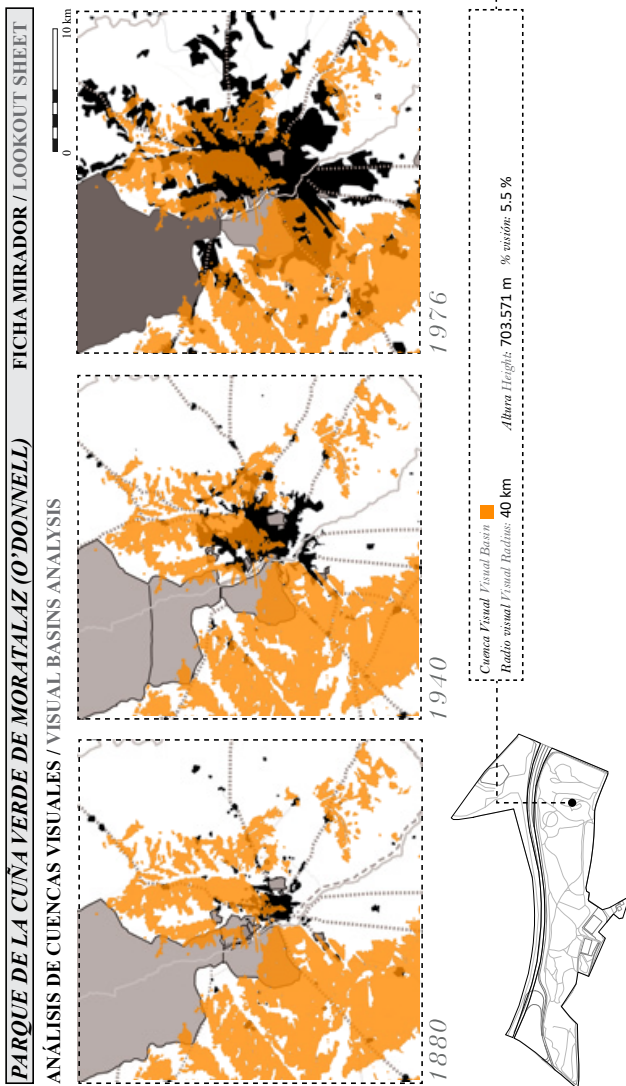 PARQUE DE LA CUÑA VERDE DE MORATALAZ (O'DONNELL) FICHA MIRADOR / LOOKOUT SHEET
ANÁLISIS DE CUENCAS VISUALES / VISUAL BASINS ANALYSIS
0 10 km
1880 1940 1976
Cuenca Visual Visual Basin
Radio visual Visual Radius: 40 km Altura Height: 703.571 m % visión: 5.5 %